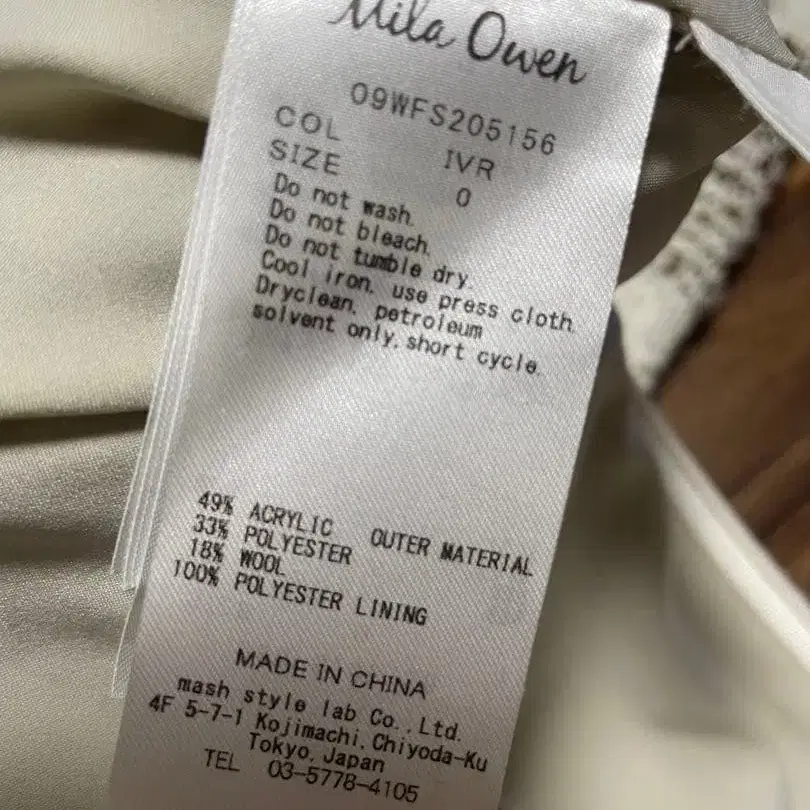 Mila Owen
09WFS205156
COL IVR
SIZE 0
Do not wash.
Do not bleach.
Do not tumble dry.
Cool iron, use press cloth.
Dryclean, petroleum
solvent only, short cycle.
49% ACRYLIC OUTER MATERIAL
33% POLYESTER
18% WOOL
100% POLYESTER LINING
MADE IN CHINA
mash style lab Co.,Ltd.
4F 5-7-1 Kojimachi, Chiyoda-Ku
Tokyo, Japan
TEL 03-5778-4105